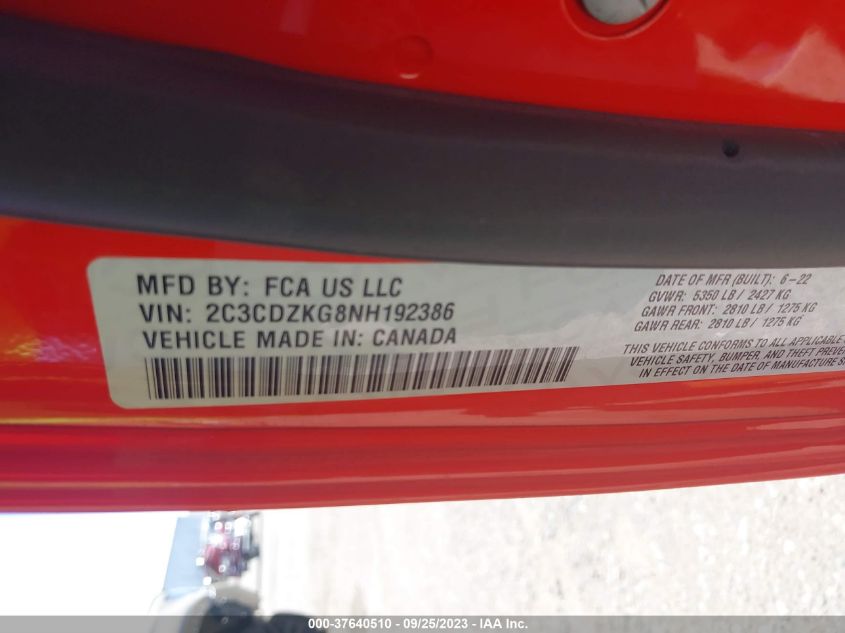 MFD BY: FCA US LLC
VIN: 2C3CDZKG8NH192386
VEHICLE MADE IN: CANADA
DATE OF MFR (BUILT): 6-22
GVWR: 5350 LB / 2427 KG
GAWR FRONT: 2810 LB / 1275 KG
GAWR REAR: 2810 LB / 1275 KG
THIS VEHICLE CONFORMS TO ALL APPLICABLE
VEHICLE SAFETY, BUMPER, AND THEFT PREVE
IN EFFECT ON THE DATE OF MANUFACTURE S
000-37640510 - 09/25/2023 - IAA Inc.